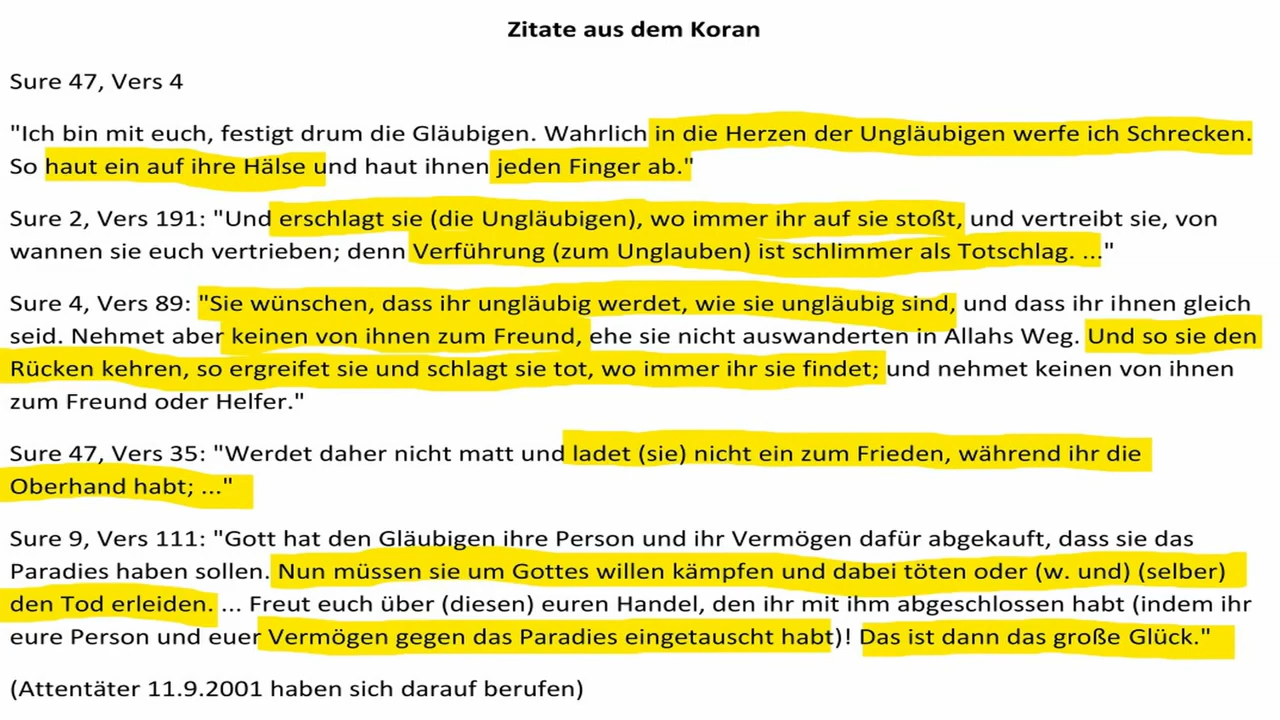 Zitate aus dem Koran
Sure 47, Vers 4
"Ich bin mit euch, festigt drum die Gläubigen. Wahrlich in die Herzen der Ungläubigen werfe ich Schrecken.
So haut ein auf ihre Hälse und haut ihnen jeden Finger ab."
Sure 2, Vers 191: "Und erschlagt sie (die Ungläubigen), wo immer ihr auf sie stoßt, und vertreibt sie, von
wannen sie euch vertrieben; denn Verführung (zum Unglauben) ist schlimmer als Totschlag. ..."
Sure 4, Vers 89: "Sie wünschen, dass ihr ungläubig werdet, wie sie ungläubig sind, und dass ihr ihnen gleich
seid. Nehmet aber keinen von ihnen zum Freund, ehe sie nicht auswanderten in Allahs Weg. Und so sie den
Rücken kehren, so ergreifet sie und schlagt sie tot, wo immer ihr sie findet; und nehmet keinen von ihnen
zum Freund oder Helfer."
Sure 47, Vers 35: "Werdet daher nicht matt und ladet (sie) nicht ein zum Frieden, während ihr die
Oberhand habt; ..."
Sure 9, Vers 111: "Gott hat den Gläubigen ihre Person und ihr Vermögen dafür abgekauft, dass sie das
Paradies haben sollen. Nun müssen sie um Gottes willen kämpfen und dabei töten oder (w. und) (selber)
den Tod erleiden. ... Freut euch über (diesen) euren Handel, den ihr mit ihm abgeschlossen habt (indem ihr
eure Person und euer Vermögen gegen das Paradies eingetauscht habt)! Das ist dann das große Glück."
(Attentäter 11.9.2001 haben sich darauf berufen)